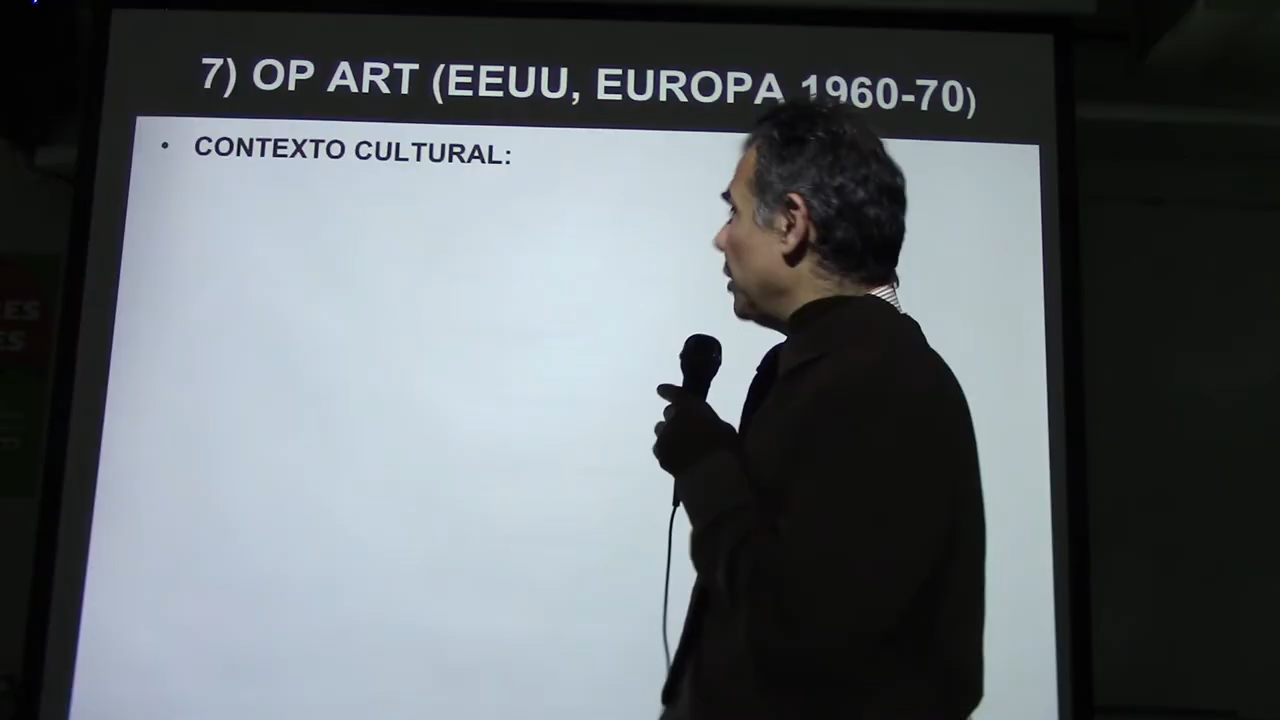 7) OP ART (EEUU, EUROPA 1960-70)
• CONTEXTO CULTURAL: